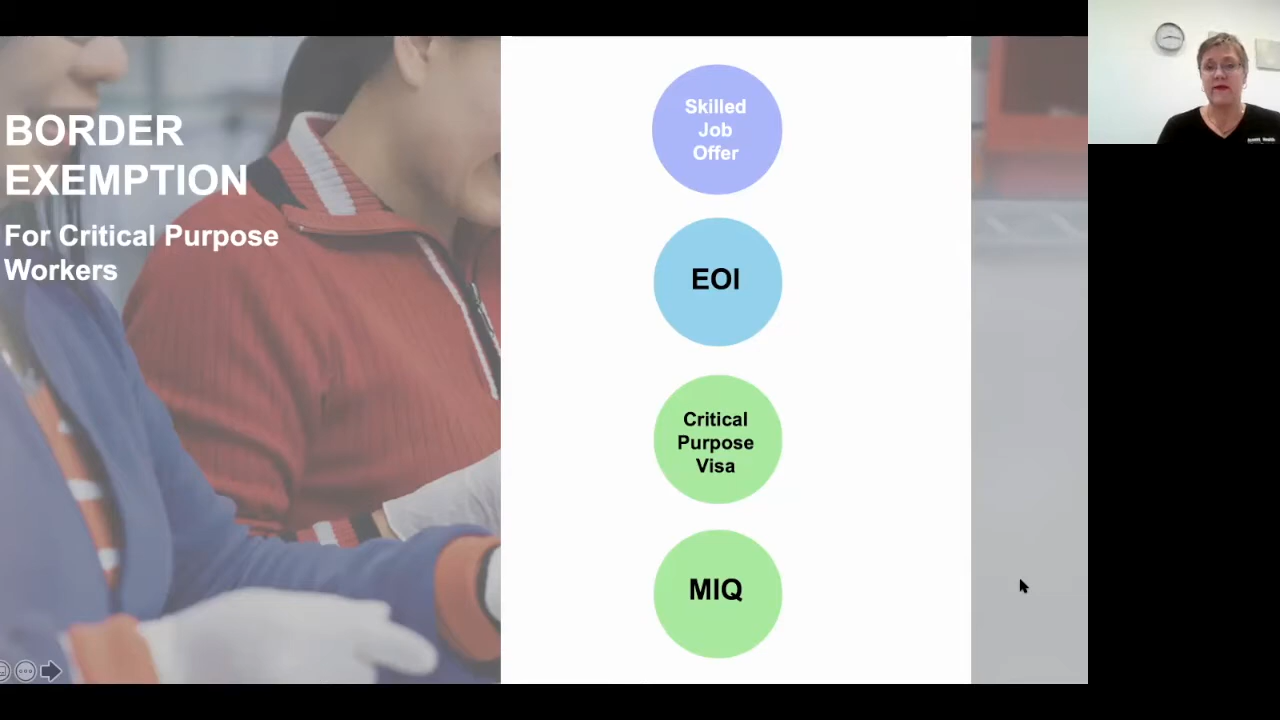 BORDER
EXEMPTION
For Critical Purpose
Workers
Skilled
Job
Offer
EOI
Critical
Purpose
Visa
MIQ